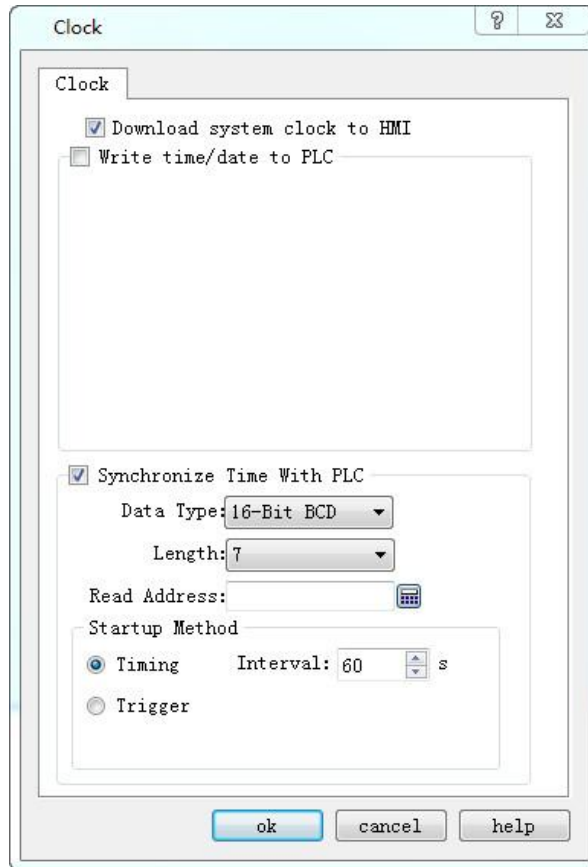 Clock
Clock
Download system clock to HMI
Write time/date to PLC
Synchronize Time With PLC
Data Type: 16-Bit BCD
Length: 7
Read Address:
Startup Method
Timing Interval: 60 s
Trigger
ok cancel help